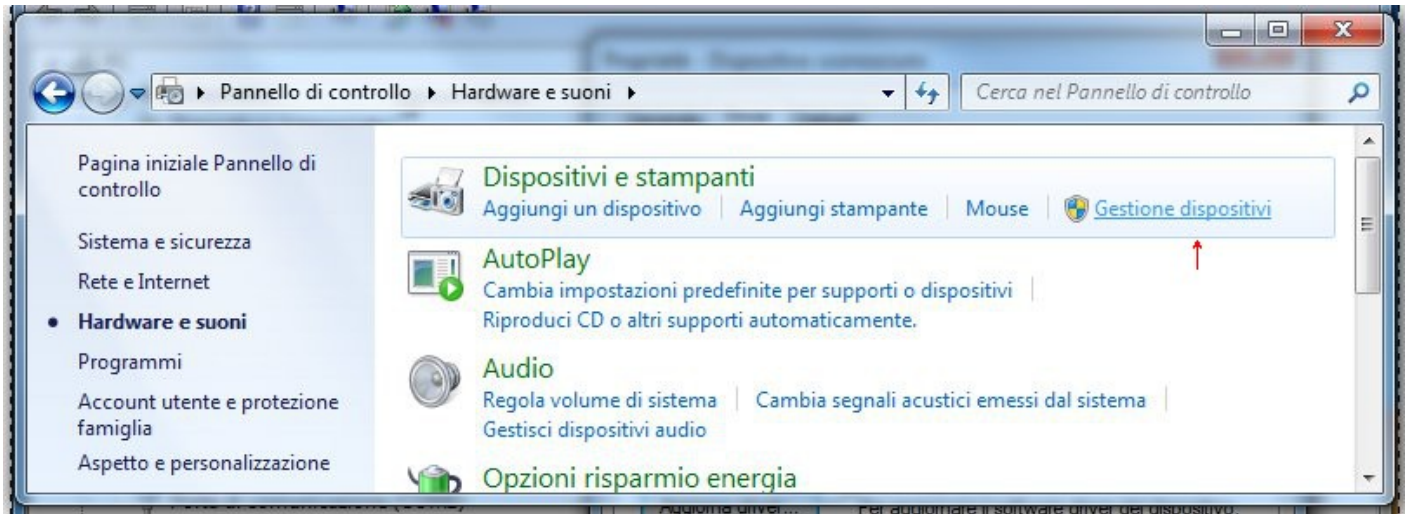 Pannello di controllo Hardware e suoni Cerca nel Pannello di controllo
Pagina iniziale Pannello di
controllo
Sistema e sicurezza
Rete e Internet
Hardware e suoni
Programmi
Account utente e protezione
famiglia
Aspetto e personalizzazione
Dispositivi e stampanti
Aggiungi un dispositivo Aggiungi stampante Mouse Gestione dispositivi
AutoPlay
Cambia impostazioni predefinite per supporti o dispositivi
Riproduci CD o altri supporti automaticamente.
Audio
Regola volume di sistema Cambia segnali acustici emessi dal sistema
Gestisci dispositivi audio
Opzioni risparmio energia